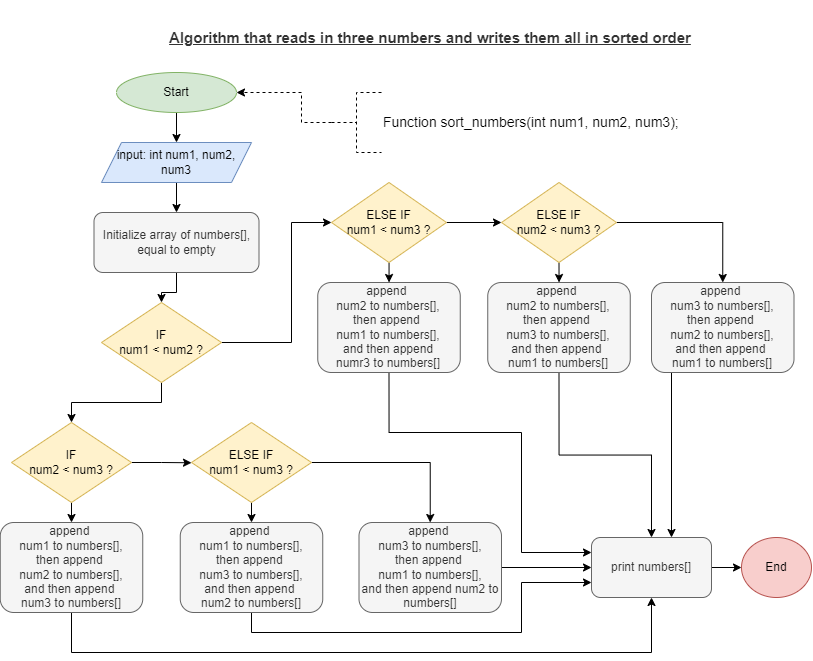 Algorithm that reads in three numbers and writes them all in sorted order
Start
Function sort_numbers(int num1, num2, num3);
input: int num1, num2,
num3
Initialize array of numbers[],
equal to empty
IF
num1 < num2 ?
ELSE IF
num1 < num3 ?
ELSE IF
num2 < num3 ?
append
num2 to numbers[],
then append
num1 to numbers[],
and then append
numr3 to numbers[]
append
num2 to numbers[],
then append
num3 to numbers[],
and then append
num1 to numbers[]
append
num3 to numbers[],
then append
num2 to numbers[],
and then append
num1 to numbers[]
IF
num2 < num3 ?
ELSE IF
num1 < num3 ?
append
num1 to numbers[],
then append
num2 to numbers[],
and then append
num3 to numbers[]
append
num1 to numbers[],
then append
num3 to numbers[],
and then append
num2 to numbers[]
append
num3 to numbers[],
then append
num1 to numbers[],
and then append num2 to
numbers[]
print numbers[]
End